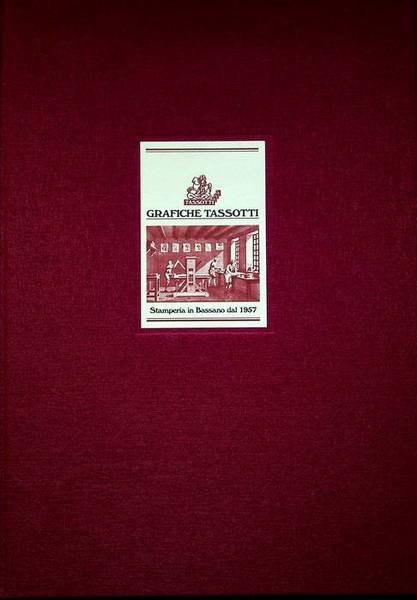 TASSOTTI
GRAFICHE TASSOTTI
Stamperia in Bassano dal 1957